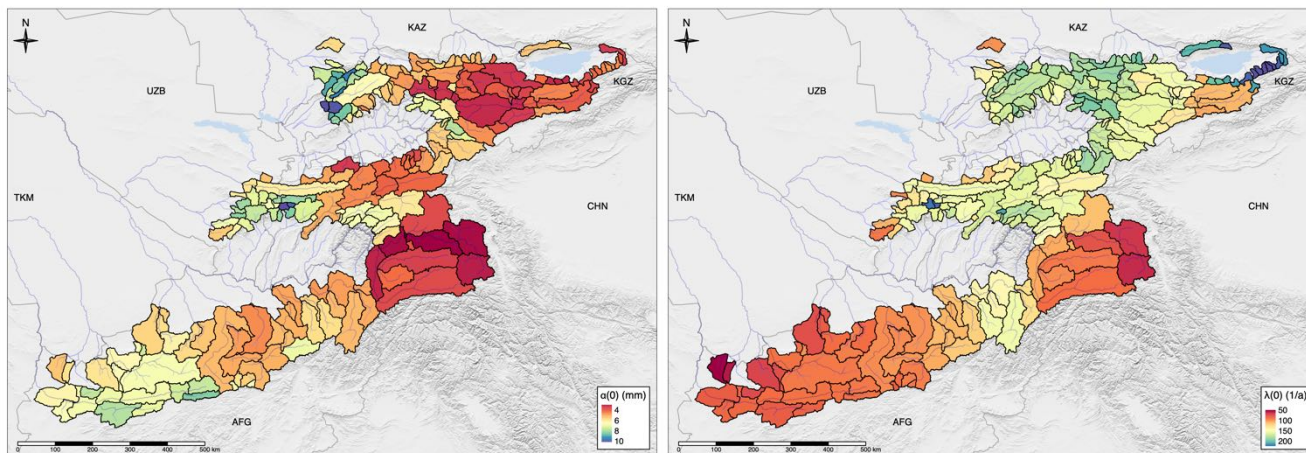 N
KAZ
UZB
KGZ
TKM
CHN
AFG
α(0) (mm)
4
6
8
10
0 100 200 300 400 500 km
N
KAZ
UZB
KGZ
TKM
CHN
AFG
λ(0) (1/a)
50
100
150
200
0 100 200 300 400 500 km